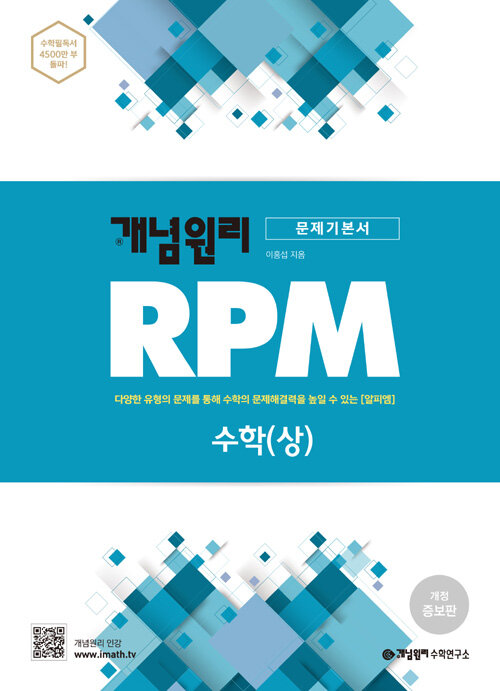 수학필독서
4500만 부
돌파!
개념원리
®
문제기본서
이홍섭 지음
RPM
다양한 유형의 문제를 통해 수학의 문제해결력을 높일 수 있는 [알피엠]
수학(상)
개정
증보판
개념원리 인강
www.imath.tv
개념원리 수학연구소